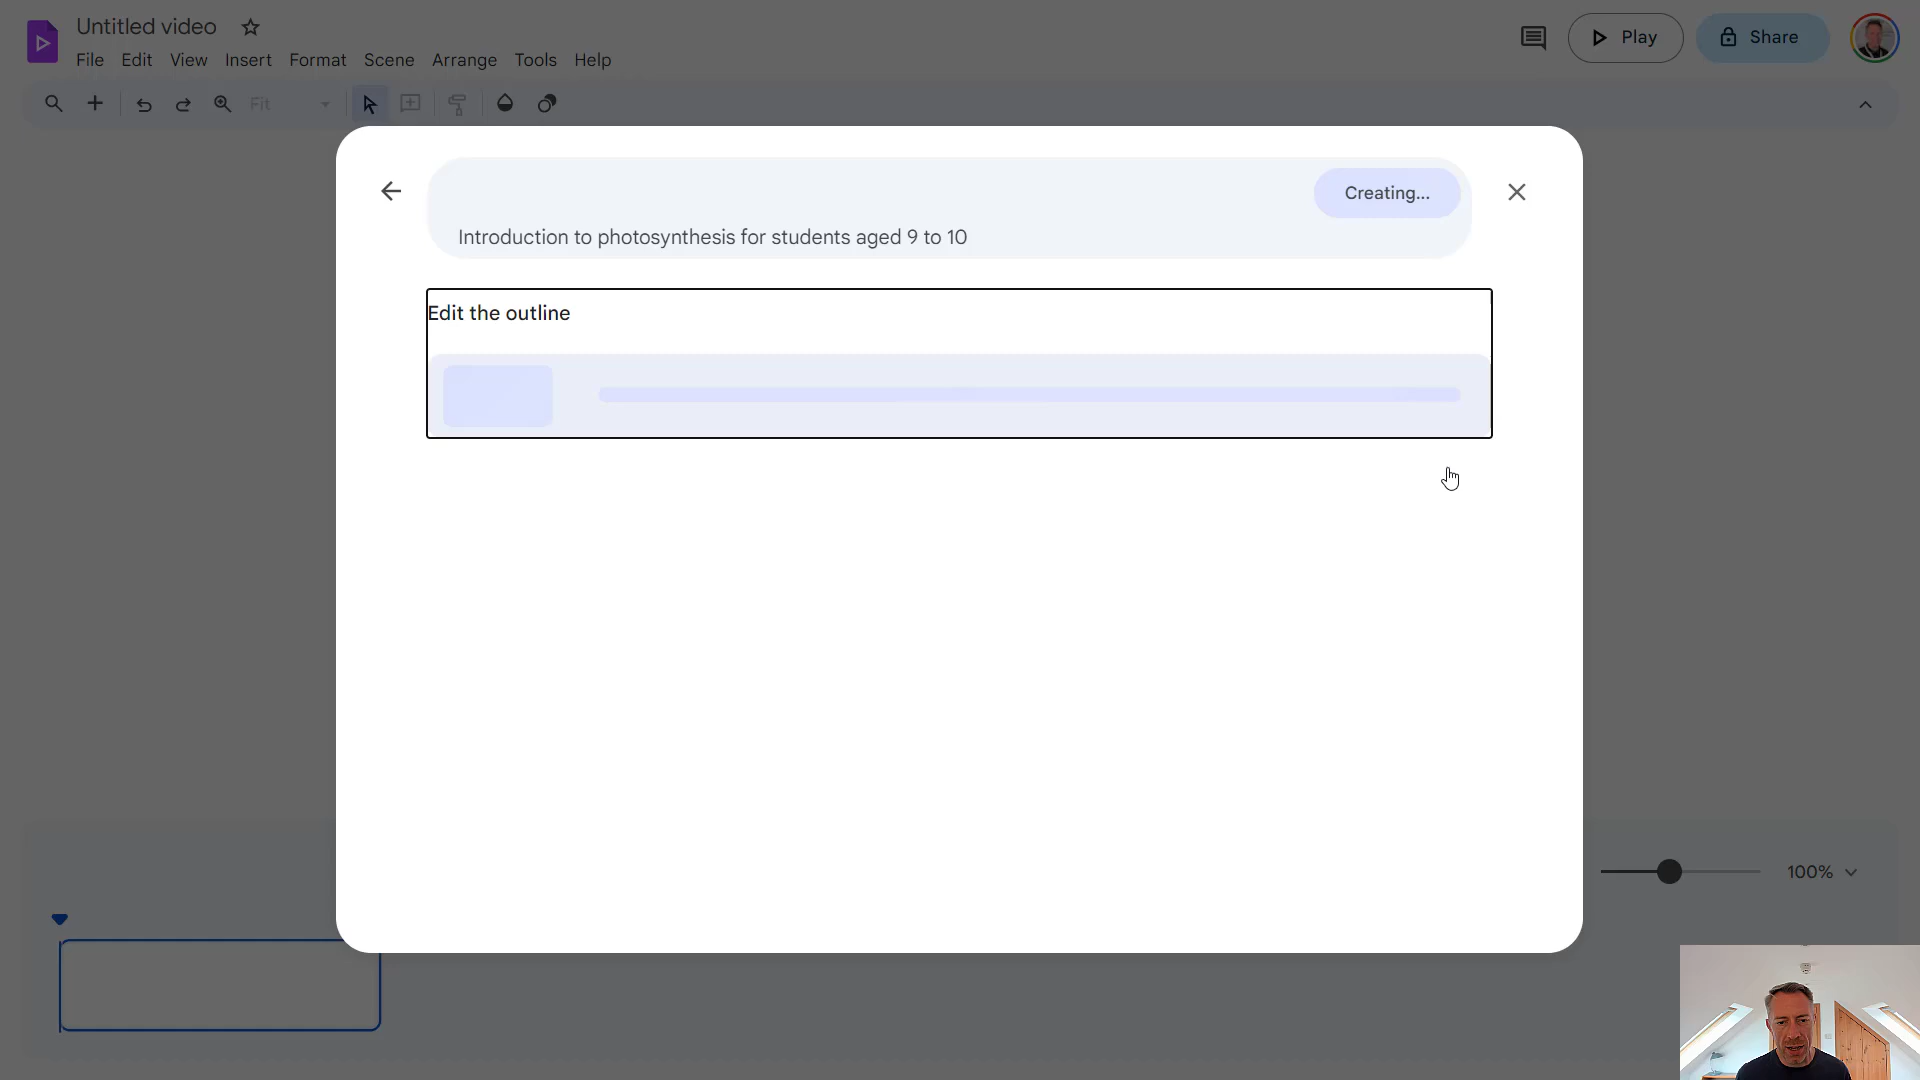 Untitled video
File Edit View Insert Format Scene Arrange Tools Help
Play
Share
Fit
Creating...
Introduction to photosynthesis for students aged 9 to 10
Edit the outline
100%